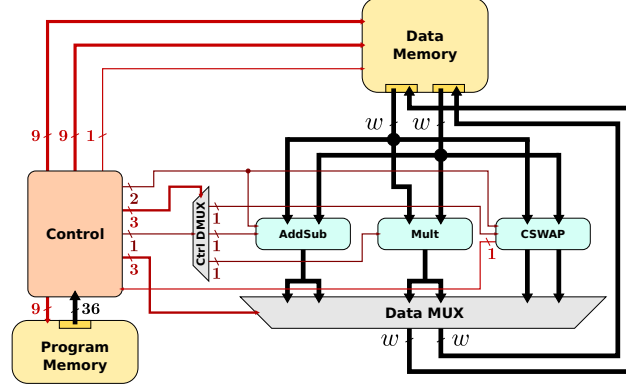 Data
Memory
w w
9 9 1
2
3
1
3
Control
Ctrl DMUX
1
1
1
AddSub
Mult
CSWAP
1
Data MUX
9 36
w w
Program
Memory